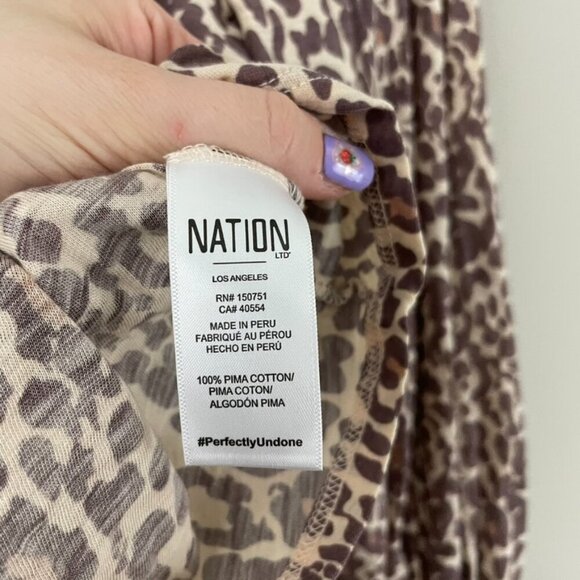 NATION
LTD
LOS ANGELES
RN# 150751
CA# 40554
MADE IN PERU
FABRIQUÉ AU PÉROU
HECHO EN PERÚ
100% PIMA COTTON/
PIMA COTON/
ALGODÓN PIMA
#PerfectlyUndone